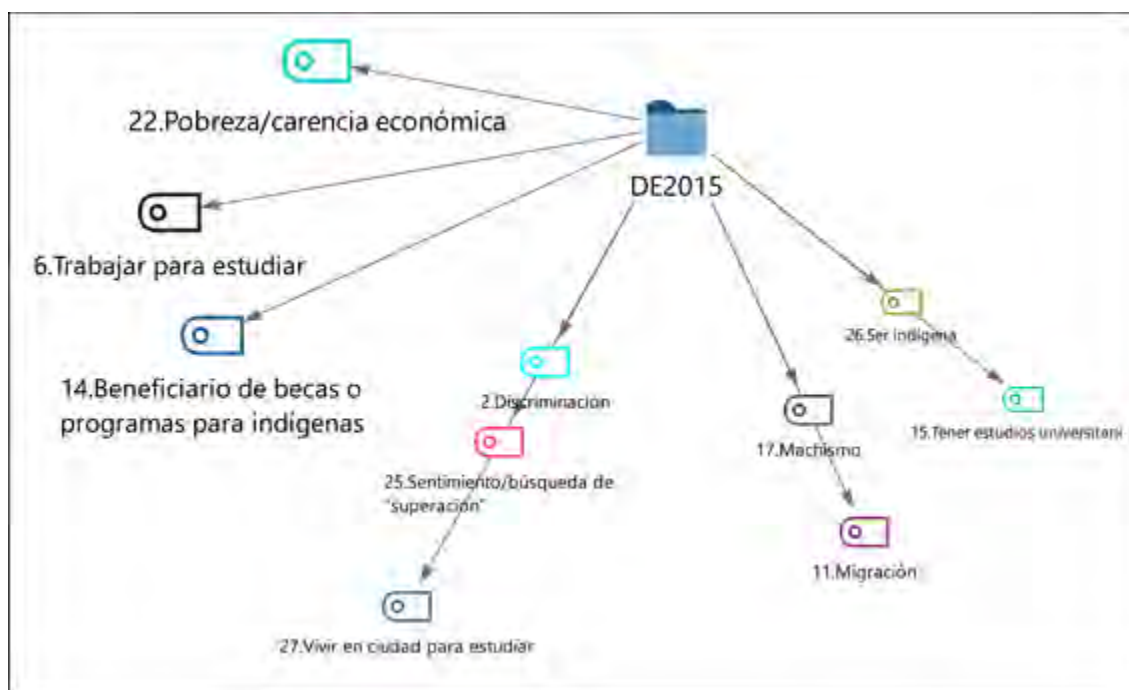 22.Pobreza/carencia económica
DE2015
6.Trabajar para estudiar
26.Ser indígena
14.Beneficiario de becas o
programas para indígenas
2.Discriminación
15.Tener estudios universitari
17.Machismo
25.Sentimiento/búsqueda de
"superación"
11.Migración
27.Vivir en ciudad para estudiar